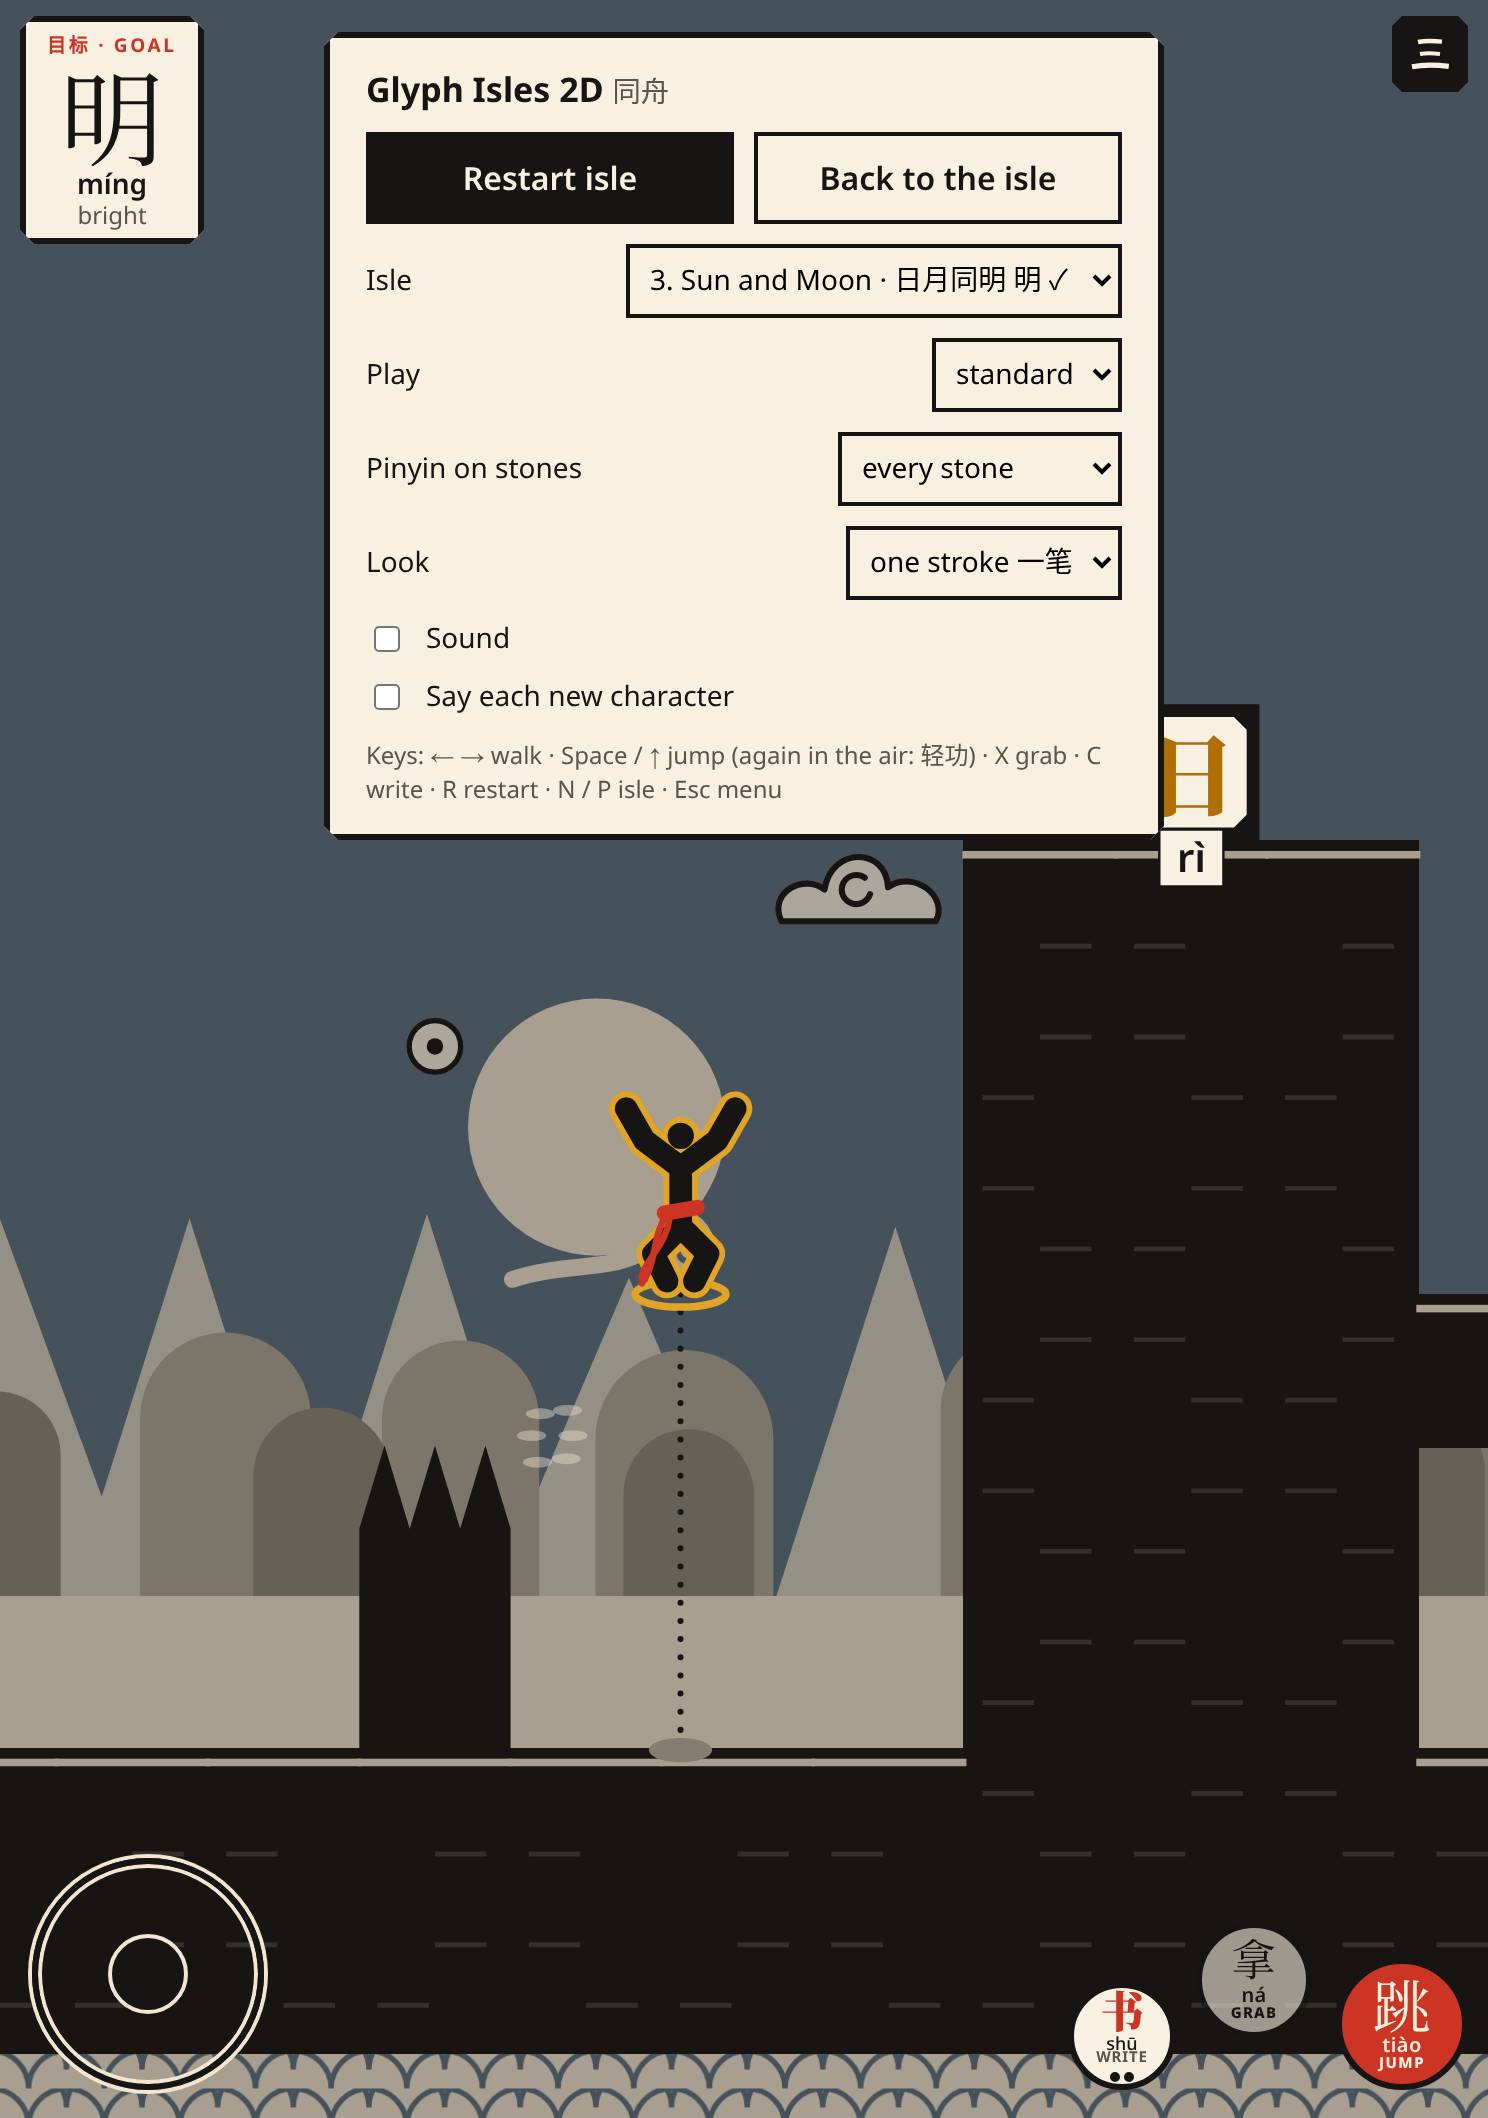 目标 · GOAL
明
míng
bright
三
Glyph Isles 2D 同舟
Restart isle
Back to the isle
Isle
3. Sun and Moon · 日月同明 明 ✓
Play
standard
Pinyin on stones
every stone
Look
one stroke 一笔
Sound
Say each new character
Keys: ← → walk · Space / ↑ jump (again in the air: 轻功) · X grab · C
write · R restart · N / P isle · Esc menu
日
rì
拿
ná
GRAB
书
shū
WRITE
跳
tiào
JUMP